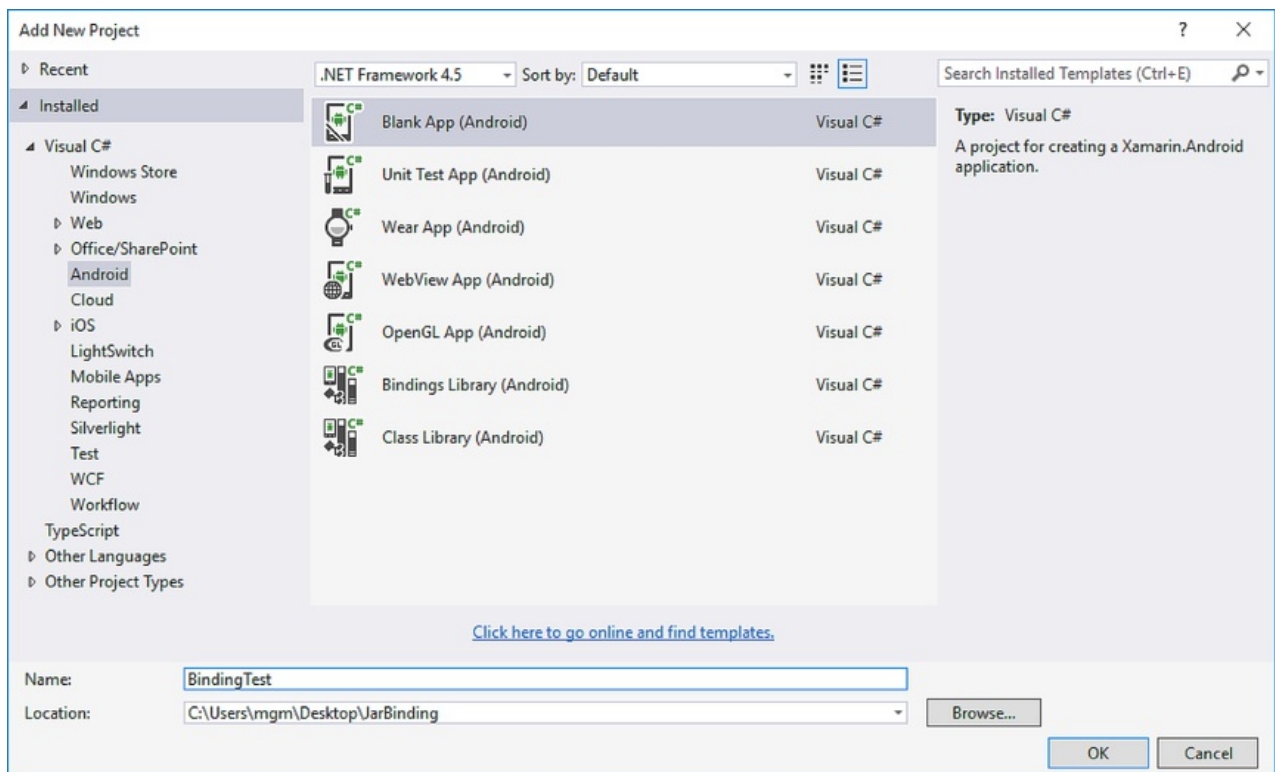 Add New Project
?
Recent
Installed
Visual C#
Windows Store
Windows
Web
Office/SharePoint
Android
Cloud
iOS
LightSwitch
Mobile Apps
Reporting
Silverlight
Test
WCF
Workflow
TypeScript
Other Languages
Other Project Types
.NET Framework 4.5 Sort by: Default
Blank App (Android) Visual C#
Unit Test App (Android) Visual C#
Wear App (Android) Visual C#
WebView App (Android) Visual C#
OpenGL App (Android) Visual C#
Bindings Library (Android) Visual C#
Class Library (Android) Visual C#
Click here to go online and find templates.
Search Installed Templates (Ctrl+E)
Type: Visual C#
A project for creating a Xamarin.Android
application.
Name: BindingTest
Location: C:\Users\mgm\Desktop\JarBinding
Browse...
OK Cancel